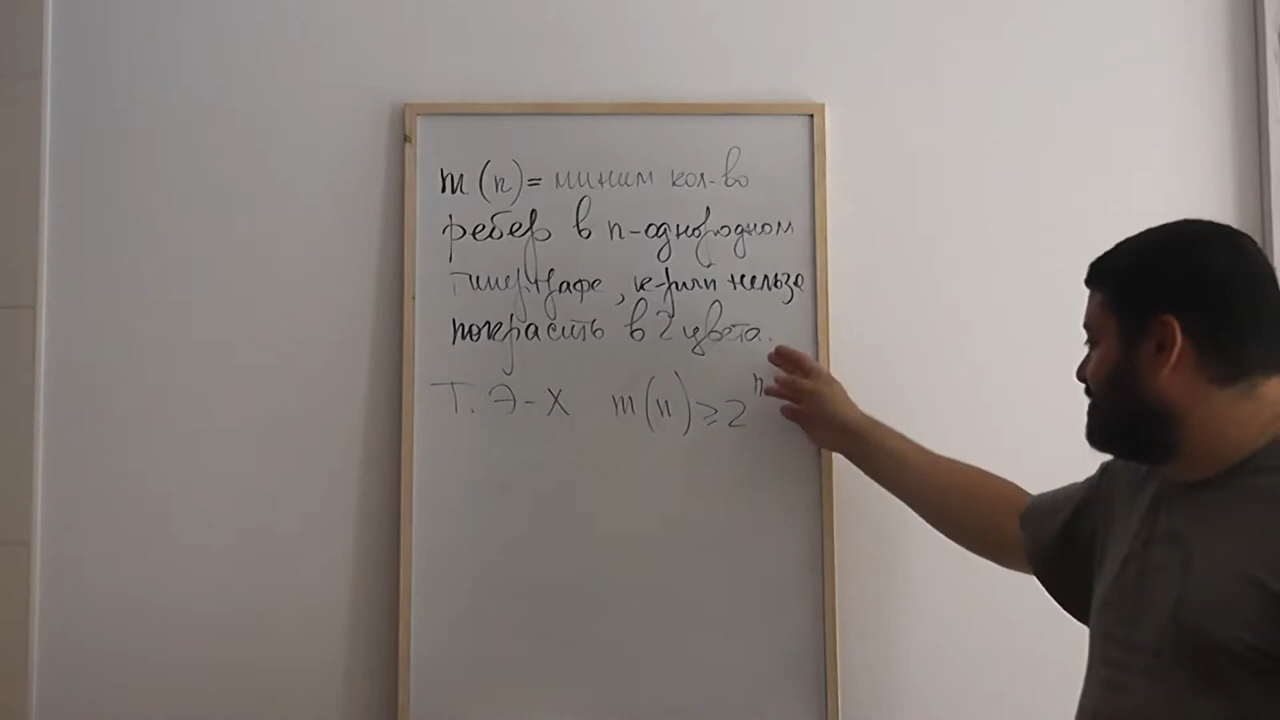 m(n)= миним кол-во
ребер в n-однородном
гиперграфе, к-рый нельзя
покрасить в 2 цвета.
Т. Э-Х m(n)≥2^n